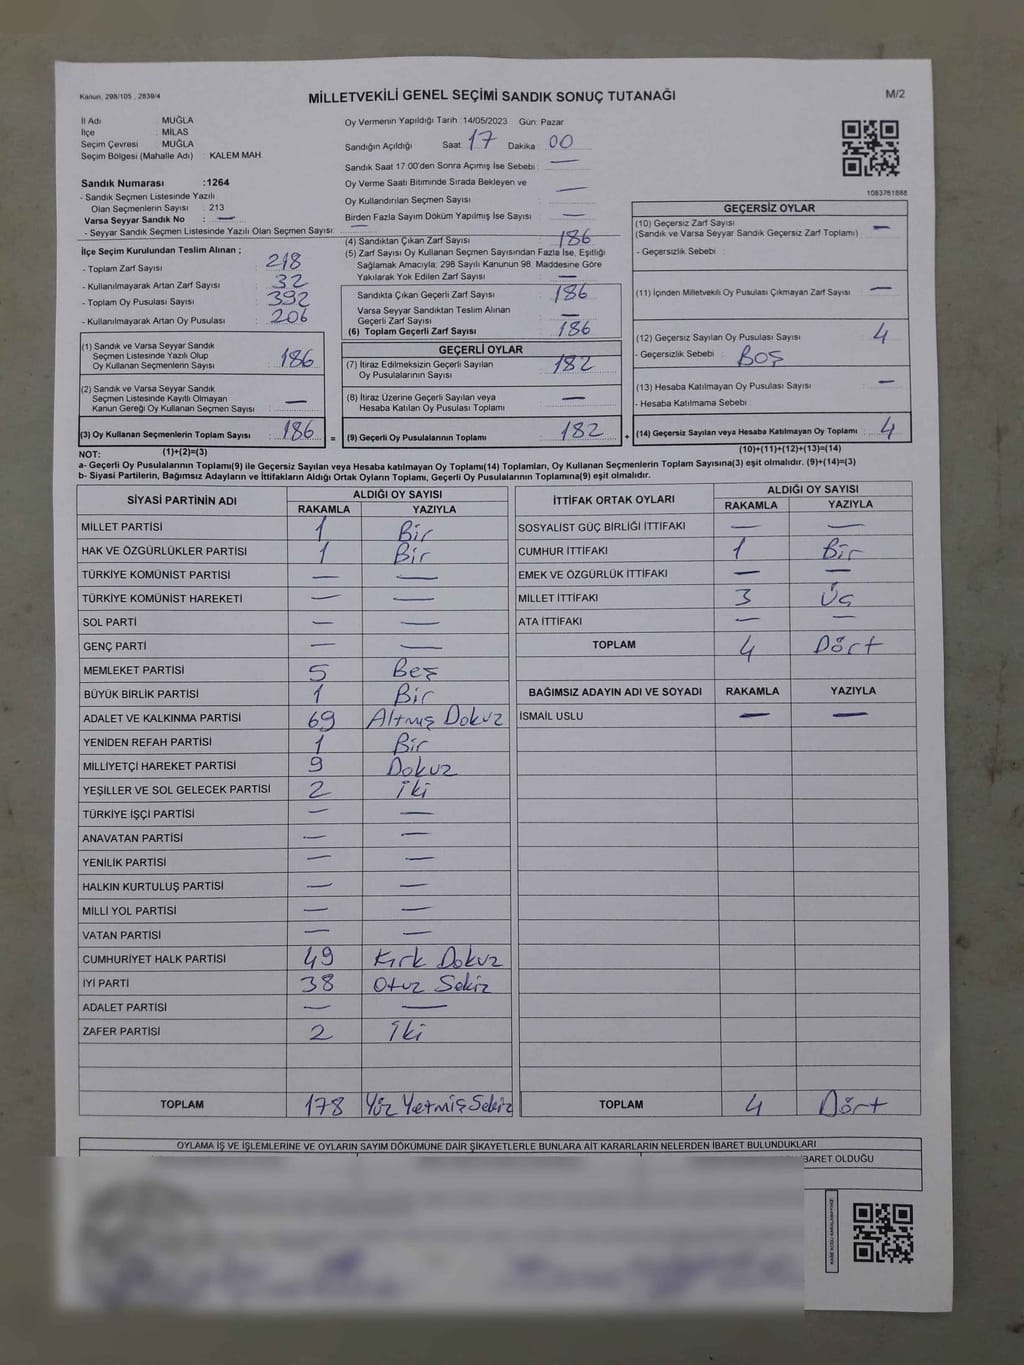 Kanun: 298/105 , 2839/4
MİLLETVEKİLİ GENEL SEÇİMİ SANDIK SONUÇ TUTANAĞI
M/2
İl Adı MUĞLA
İlçe : MİLAS
Seçim Çevresi MUĞLA
Seçim Bölgesi (Mahalle Adı) : KALEM MAH.
Sandık Numarası :1264
- Sandık Seçmen Listesinde Yazılı
Olan Seçmenlerin Sayısı : 213
Varsa Seyyar Sandık No : —
- Seyyar Sandık Seçmen Listesinde Yazılı Olan Seçmen Sayısı: —
Oy Vermenin Yapıldığı Tarih : 14/05/2023 Gün: Pazar
Sandığın Açıldığı Saat: 17 Dakika : 00
Sandık Saat 17:00'den Sonra Açımış İse Sebebi : —
Oy Verme Saati Bitiminde Sırada Bekleyen ve
Oy Kullandırılan Seçmen Sayısı : —
Birden Fazla Sayım Döküm Yapılmış İse Sayısı : —
1083761888
İlçe Seçim Kurulundan Teslim Alınan ;
- Toplam Zarf Sayısı : 218
- Kullanılmayarak Artan Zarf Sayısı : 32
- Toplam Oy Pusulası Sayısı : 392
- Kullanılmayarak Artan Oy Pusulası : 206
(1) Sandık ve Varsa Seyyar Sandık
Seçmen Listesinde Yazılı Olup
Oy Kullanan Seçmenlerin Sayısı : 186
(2) Sandık ve Varsa Seyyar Sandık
Seçmen Listesinde Kayıtlı Olmayan
Kanun Gereği Oy Kullanan Seçmen Sayısı : —
(3) Oy Kullanan Seçmenlerin Toplam Sayısı : 186
(4) Sandıktan Çıkan Zarf Sayısı : 186
(5) Zarf Sayısı Oy Kullanan Seçmen Sayısından Fazla İse, Eşitliği
Sağlamak Amacıyla; 298 Sayılı Kanunun 98. Maddesine Göre
Yakılarak Yok Edilen Zarf Sayısı : —
Sandıkta Çıkan Geçerli Zarf Sayısı : 186
Varsa Seyyar Sandıktan Teslim Alınan
Geçerli Zarf Sayısı : —
(6) Toplam Geçerli Zarf Sayısı : 186
GEÇERLİ OYLAR
(7) İtiraz Edilmeksizin Geçerli Sayılan
Oy Pusulalarının Sayısı : 182
(8) İtiraz Üzerine Geçerli Sayılan veya
Hesaba Katılan Oy Pusulası Toplamı : —
= (9) Geçerli Oy Pusulalarının Toplamı : 182 +
GEÇERSİZ OYLAR
(10) Geçersiz Zarf Sayısı
(Sandık ve Varsa Seyyar Sandık Geçersiz Zarf Toplamı) : —
- Geçersizlik Sebebi :
(11) İçinden Milletvekili Oy Pusulası Çıkmayan Zarf Sayısı : —
(12) Geçersiz Sayılan Oy Pusulası Sayısı : 4
- Geçersizlik Sebebi : BOŞ
(13) Hesaba Katılmayan Oy Pusulası Sayısı : —
- Hesaba Katılmama Sebebi :
(14) Geçersiz Sayılan veya Hesaba Katılmayan Oy Toplamı : 4
NOT: (1)+(2)=(3) (10)+(11)+(12)+(13)=(14)
a- Geçerli Oy Pusulalarının Toplamı(9) ile Geçersiz Sayılan veya Hesaba katılmayan Oy Toplamı(14) Toplamları, Oy Kullanan Seçmenlerin Toplam Sayısına(3) eşit olmalıdır. (9)+(14)=(3)
b- Siyasi Partilerin, Bağımsız Adayların ve İttifakların Aldığı Ortak Oyların Toplamı, Geçerli Oy Pusulalarının Toplamına(9) eşit olmalıdır.
SİYASİ PARTİNİN ADI ALDIĞI OY SAYISI
RAKAMLA YAZIYLA
MİLLET PARTİSİ 1 Bir
HAK VE ÖZGÜRLÜKLER PARTİSİ 1 Bir
TÜRKİYE KOMÜNİST PARTİSİ — —
TÜRKİYE KOMÜNİST HAREKETİ — —
SOL PARTİ — —
GENÇ PARTİ — —
MEMLEKET PARTİSİ 5 Beş
BÜYÜK BİRLİK PARTİSİ 1 Bir
ADALET VE KALKINMA PARTİSİ 69 Altmış Dokuz
YENİDEN REFAH PARTİSİ 1 Bir
MİLLİYETÇİ HAREKET PARTİSİ 9 Dokuz
YEŞİLLER VE SOL GELECEK PARTİSİ 2 İki
TÜRKİYE İŞÇİ PARTİSİ — —
ANAVATAN PARTİSİ — —
YENİLİK PARTİSİ — —
HALKIN KURTULUŞ PARTİSİ — —
MİLLİ YOL PARTİSİ — —
VATAN PARTİSİ — —
CUMHURİYET HALK PARTİSİ 49 Kırk Dokuz
İYİ PARTİ 38 Otuz Sekiz
ADALET PARTİSİ — —
ZAFER PARTİSİ 2 İki
TOPLAM 178 Yüz Yetmiş Sekiz
İTTİFAK ORTAK OYLARI ALDIĞI OY SAYISI
RAKAMLA YAZIYLA
SOSYALİST GÜÇ BİRLİĞİ İTTİFAKI — —
CUMHUR İTTİFAKI 1 Bir
EMEK VE ÖZGÜRLÜK İTTİFAKI — —
MİLLET İTTİFAKI 3 Üç
ATA İTTİFAKI — —
TOPLAM 4 Dört
BAĞIMSIZ ADAYIN ADI VE SOYADI RAKAMLA YAZIYLA
İSMAİL USLU — —
TOPLAM 4 Dört
OYLAMA İŞ VE İŞLEMLERİNE VE OYLARIN SAYIM DÖKÜMÜNE DAİR ŞİKAYETLERLE BUNLARA AİT KARARLARIN NELERDEN İBARET BULUNDUKLARI
İBARET OLDUĞU